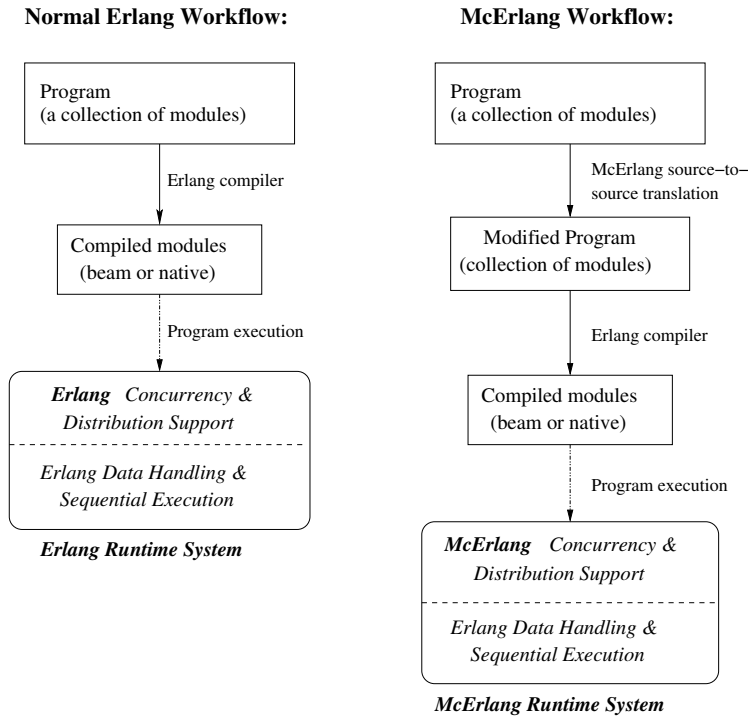 Normal Erlang Workflow:
Program
(a collection of modules)
Erlang compiler
Compiled modules
(beam or native)
Program execution
Erlang Concurrency &
Distribution Support
Erlang Data Handling &
Sequential Execution
Erlang Runtime System
McErlang Workflow:
Program
(a collection of modules)
McErlang source−to−
source translation
Modified Program
(collection of modules)
Erlang compiler
Compiled modules
(beam or native)
Program execution
McErlang Concurrency &
Distribution Support
Erlang Data Handling &
Sequential Execution
McErlang Runtime System